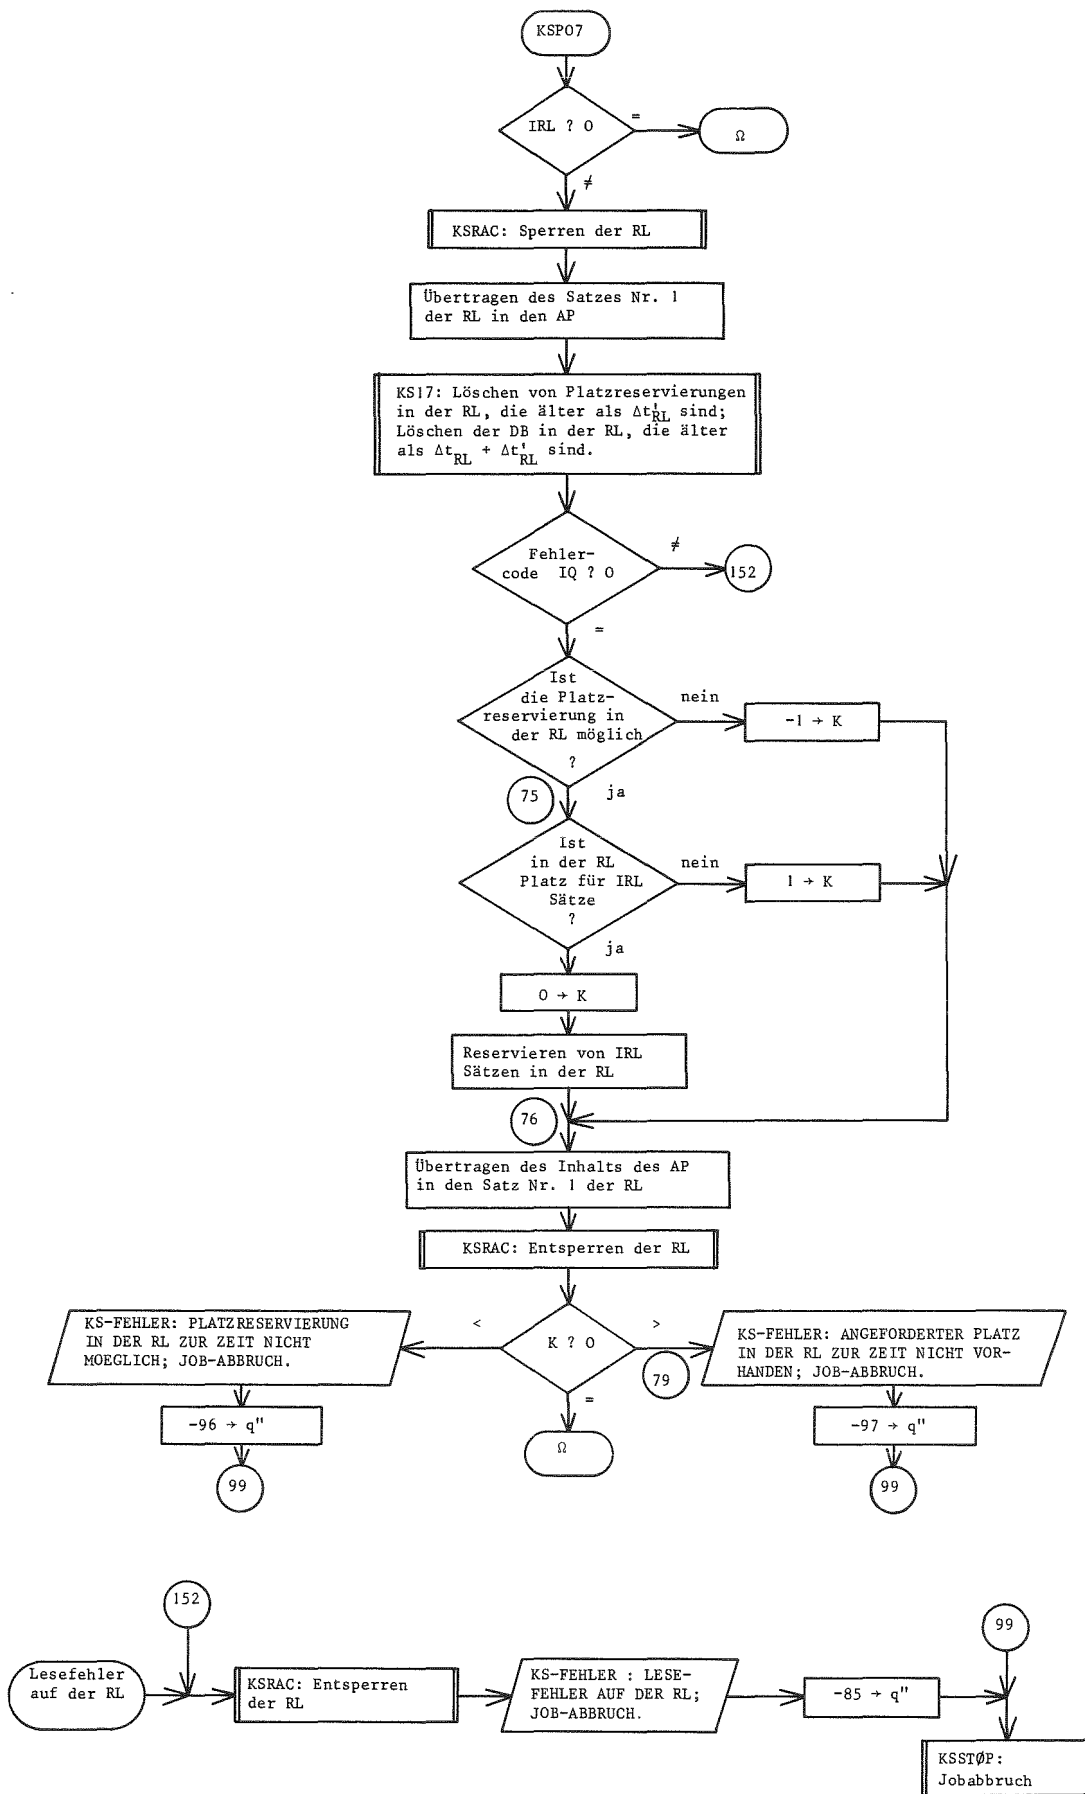 KSP07
IRL ? 0
=
Ω
≠
KSRAC: Sperren der RL
Übertragen des Satzes Nr. 1
der RL in den AP
KS17: Löschen von Platzreservierungen
in der RL, die älter als Δt'RL sind;
Löschen der DB in der RL, die älter
als ΔtRL + Δt'RL sind.
Fehler-
code IQ ? 0
≠
152
=
Ist
die Platz-
reservierung in
der RL möglich
?
nein
-1 → K
75
ja
Ist
in der RL
Platz für IRL
Sätze
?
nein
1 → K
ja
0 → K
Reservieren von IRL
Sätzen in der RL
76
Übertragen des Inhalts des AP
in den Satz Nr. 1 der RL
KSRAC: Entsperren der RL
KS-FEHLER: PLATZRESERVIERUNG
IN DER RL ZUR ZEIT NICHT
MOEGLICH; JOB-ABBRUCH.
<
K ? 0
>
79
KS-FEHLER: ANGEFORDERTER PLATZ
IN DER RL ZUR ZEIT NICHT VOR-
HANDEN; JOB-ABBRUCH.
=
-96 → q"
Ω
-97 → q"
99
99
152
99
Lesefehler
auf der RL
KSRAC: Entsperren
der RL
KS-FEHLER : LESE-
FEHLER AUF DER RL;
JOB-ABBRUCH.
-85 → q"
KSSTØP:
Jobabbruch